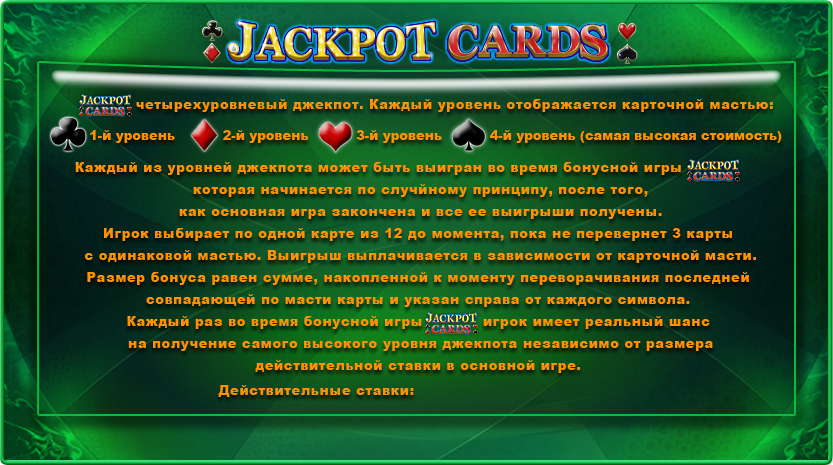 JACKPOT CARDS
JACKPOT CARDS четырехуровневый джекпот. Каждый уровень отображается карточной мастью:
1-й уровень 2-й уровень 3-й уровень 4-й уровень (самая высокая стоимость)
Каждый из уровней джекпота может быть выигран во время бонусной игры JACKPOT CARDS
которая начинается по случйному принципу, после того,
как основная игра закончена и все ее выигрыши получены.
Игрок выбирает по одной карте из 12 до момента, пока не перевернет 3 карты
с одинаковой мастью. Выигрыш выплачивается в зависимости от карточной масти.
Размер бонуса равен сумме, накопленной к моменту переворачивания последней
совпадающей по масти карты и указан справа от каждого символа.
Каждый раз во время бонусной игры JACKPOT CARDS игрок имеет реальный шанс
на получение самого высокого уровня джекпота независимо от размера
действительной ставки в основной игре.
Действительные ставки: